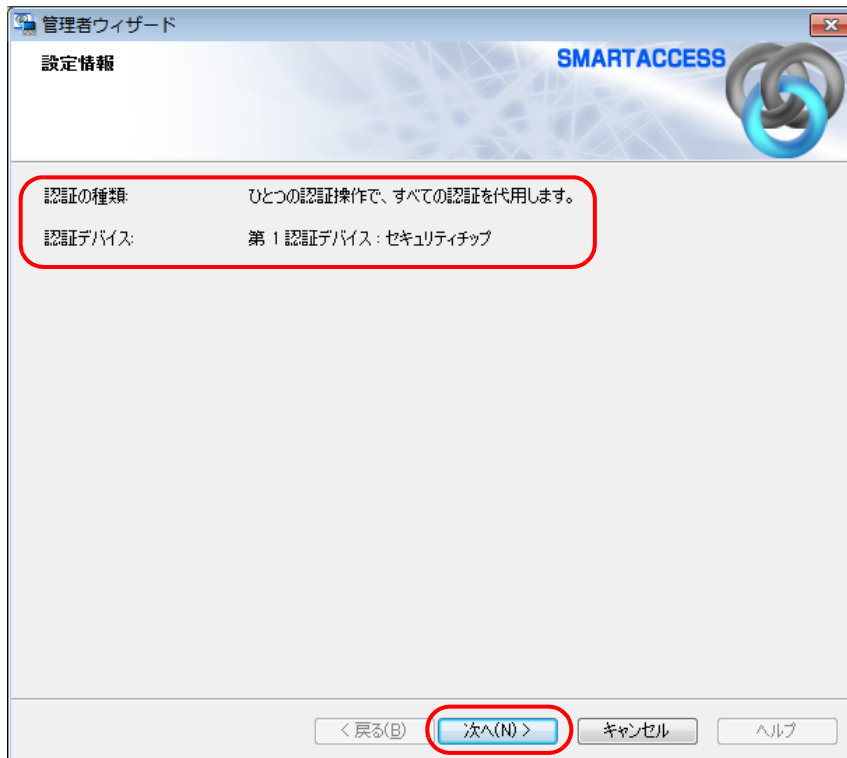 管理者ウィザード
設定情報
SMARTACCESS
認証の種類: ひとつの認証操作で、すべての認証を代用します。
認証デバイス: 第 1 認証デバイス : セキュリティチップ
< 戻る(B) 次へ(N) > キャンセル ヘルプ